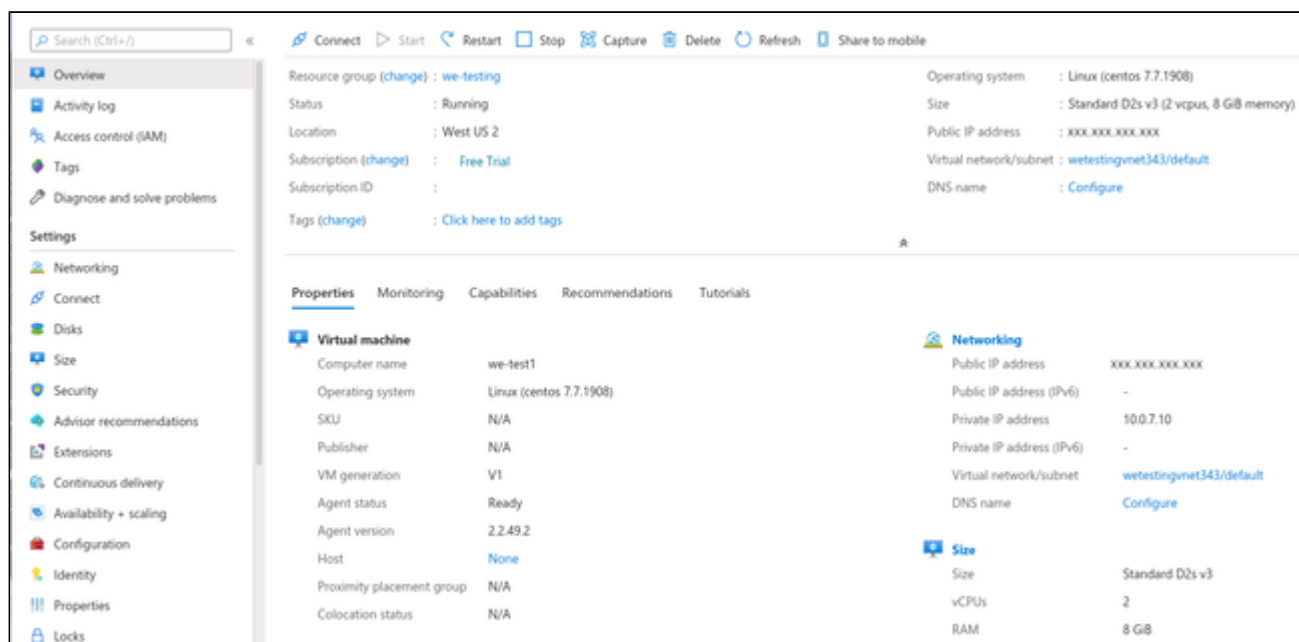 Search (Ctrl+/)
«
Connect Start Restart Stop Capture Delete Refresh Share to mobile
Overview
Activity log
Access control (IAM)
Tags
Diagnose and solve problems
Settings
Networking
Connect
Disks
Size
Security
Advisor recommendations
Extensions
Continuous delivery
Availability + scaling
Configuration
Identity
Properties
Locks
Resource group (change) : we-testing
Status : Running
Location : West US 2
Subscription (change) : Free Trial
Subscription ID :
Tags (change) : Click here to add tags
Operating system : Linux (centos 7.7.1908)
Size : Standard D2s v3 (2 vcpus, 8 GiB memory)
Public IP address : xxx.xxx.xxx.xxx
Virtual network/subnet : wetestingvnet343/default
DNS name : Configure
Properties Monitoring Capabilities Recommendations Tutorials
Virtual machine
Computer name we-test1
Operating system Linux (centos 7.7.1908)
SKU N/A
Publisher N/A
VM generation V1
Agent status Ready
Agent version 2.2.49.2
Host None
Proximity placement group N/A
Colocation status N/A
Networking
Public IP address xxx.xxx.xxx.xxx
Public IP address (IPv6) -
Private IP address 10.0.7.10
Private IP address (IPv6) -
Virtual network/subnet wetestingvnet343/default
DNS name Configure
Size
Size Standard D2s v3
vCPUs 2
RAM 8 GiB